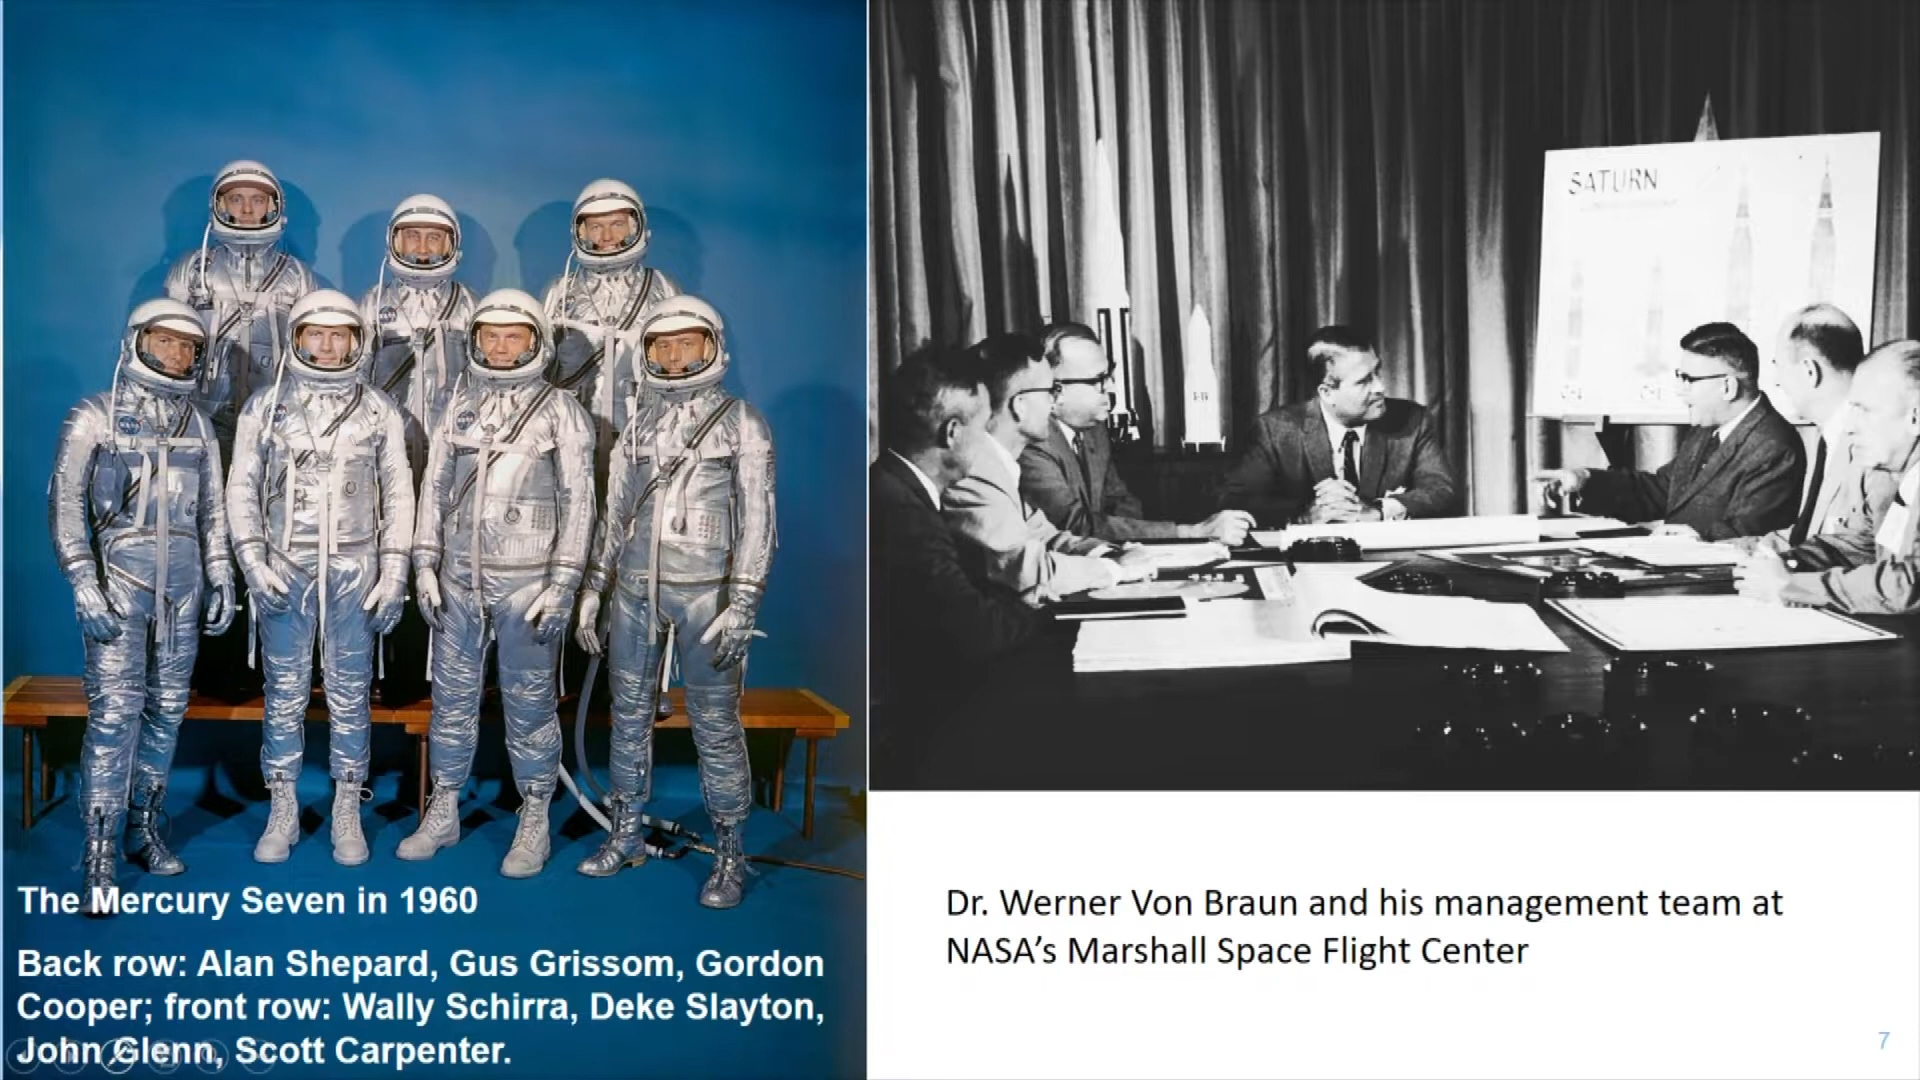 SATURN
The Mercury Seven in 1960
Back row: Alan Shepard, Gus Grissom, Gordon
Cooper; front row: Wally Schirra, Deke Slayton,
John Glenn, Scott Carpenter.
Dr. Werner Von Braun and his management team at
NASA’s Marshall Space Flight Center
7